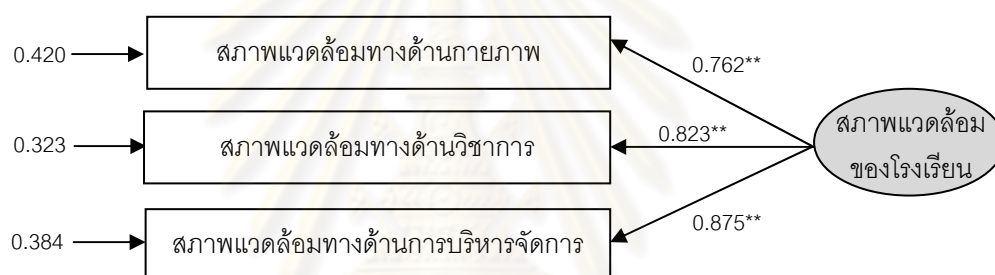 0.420
สภาพแวดล้อมทางด้านกายภาพ
0.762**
0.323
สภาพแวดล้อมทางด้านวิชาการ
0.823**
สภาพแวดล้อม
ของโรงเรียน
0.384
สภาพแวดล้อมทางด้านการบริหารจัดการ
0.875**